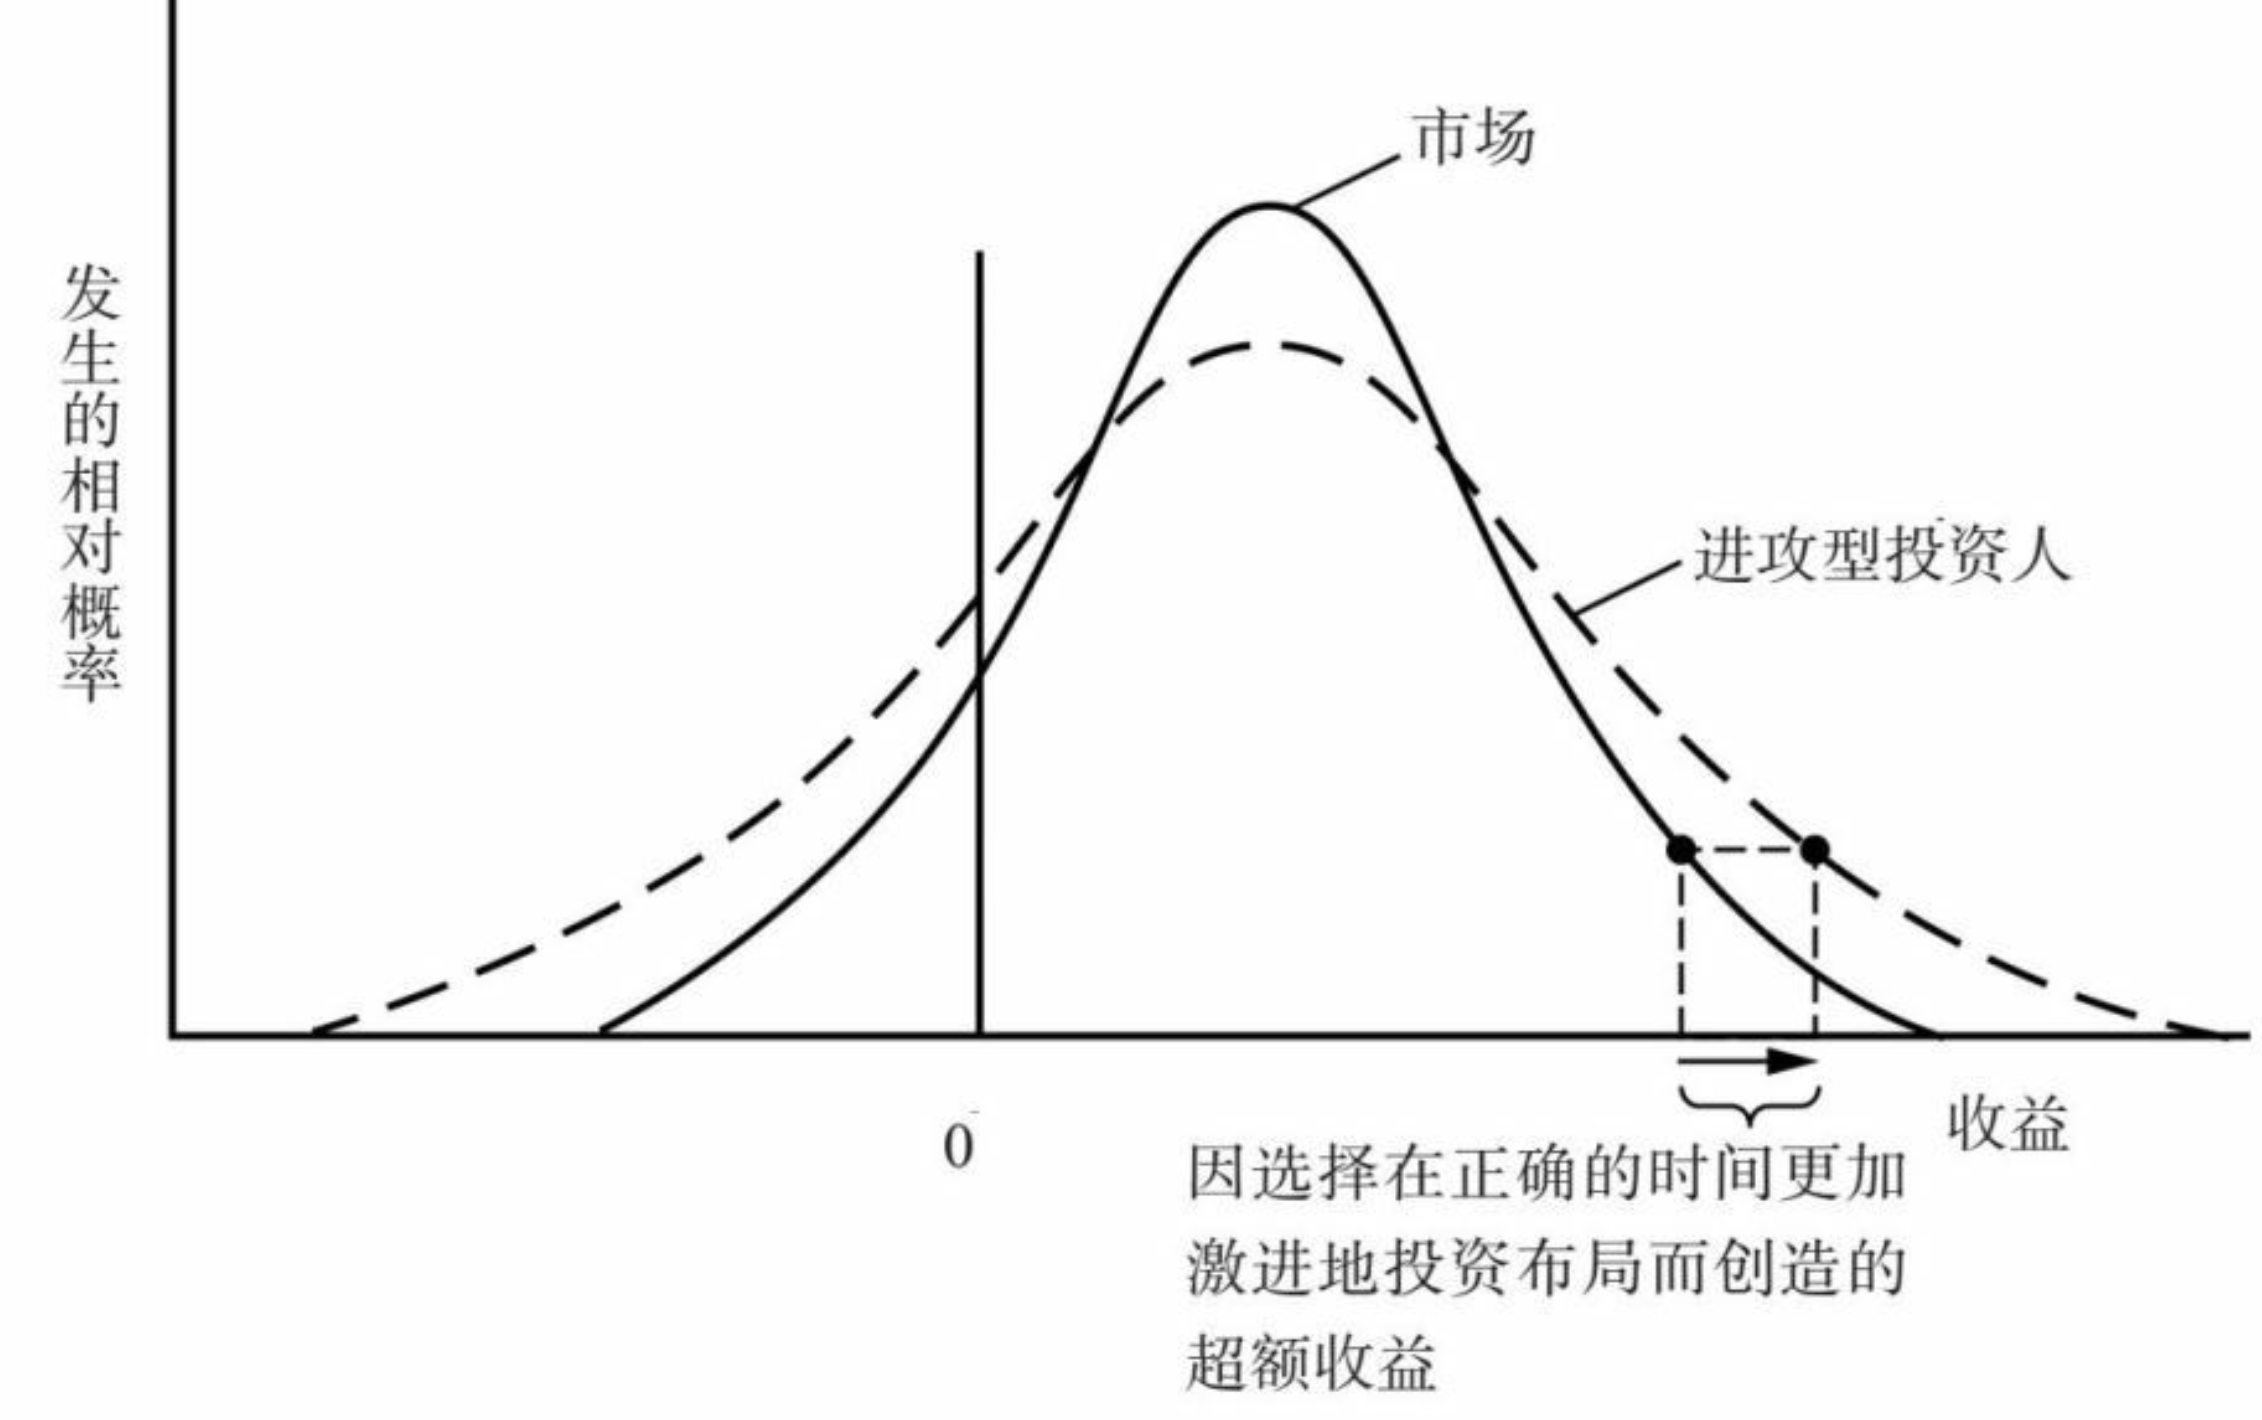 市场
发生的相对概率
进攻型投资人
0
收益
因选择在正确的时间更加
激进地投资布局而创造的
超额收益